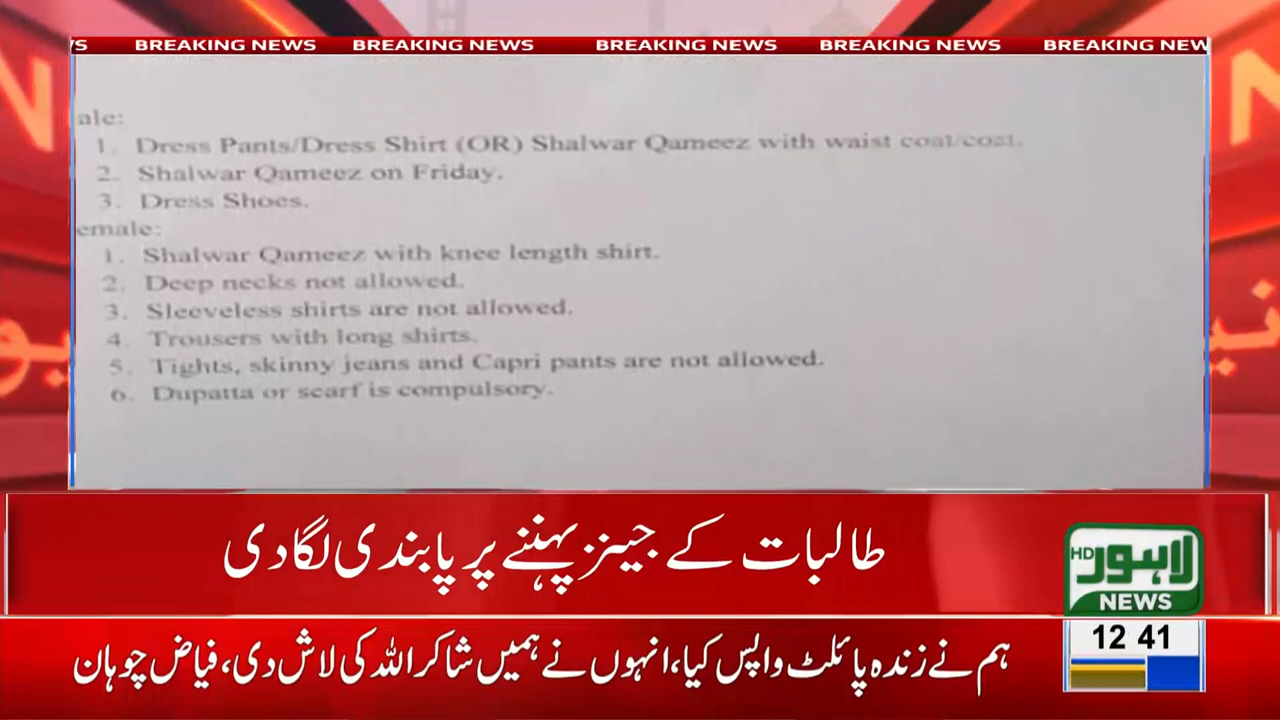 S BREAKING NEWS BREAKING NEWS BREAKING NEWS BREAKING NEWS BREAKING NEW
ale:
1. Dress Pants/Dress Shirt (OR) Shalwar Qameez with waist coat/coat.
2. Shalwar Qameez on Friday.
3. Dress Shoes.
emale:
1. Shalwar Qameez with knee length shirt.
2. Deep necks not allowed.
3. Sleeveless shirts are not allowed.
4. Trousers with long shirts.
5. Tights, skinny jeans and Capri pants are not allowed.
6. Dupatta or scarf is compulsory.
طالبات کے جینز پہننے پر پابندی لگا دی
HD لاہور
NEWS
12 41
ہم نے زندہ پائلٹ واپس کیا، انہوں نے ہمیں شاکراللہ کی لاش دی، فیاض چوہان